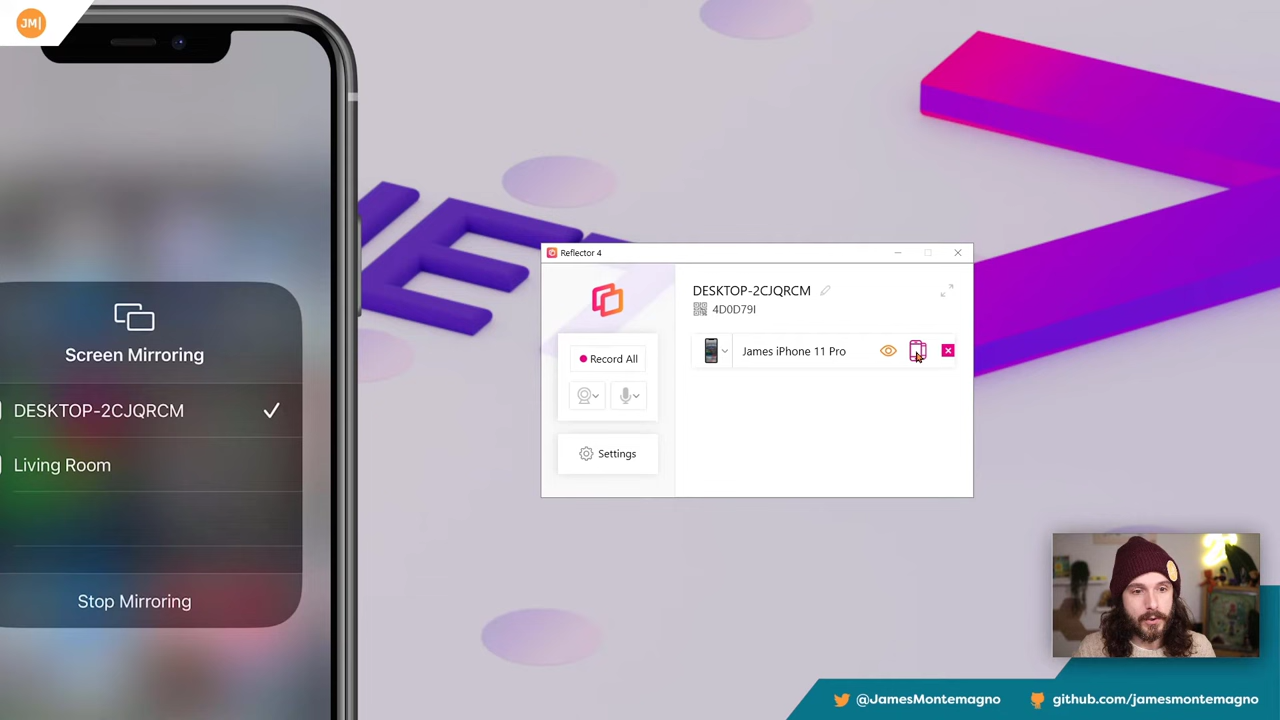 JM|
Screen Mirroring
DESKTOP-2CJQRCM
Living Room
Stop Mirroring
.NET
Reflector 4
Record All
Settings
DESKTOP-2CJQRCM
4D0D79I
James iPhone 11 Pro
@JamesMontemagno
github.com/jamesmontemagno